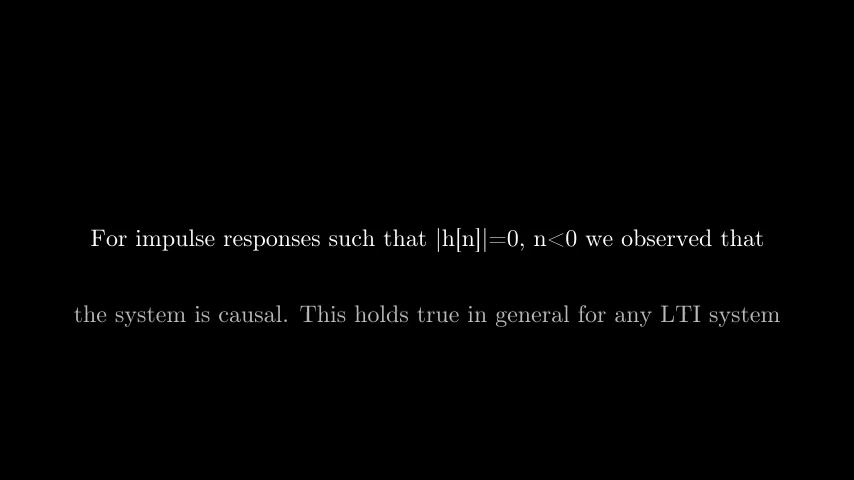 For impulse responses such that |h[n]|=0, n<0 we observed that
the system is causal. This holds true in general for any LTI system